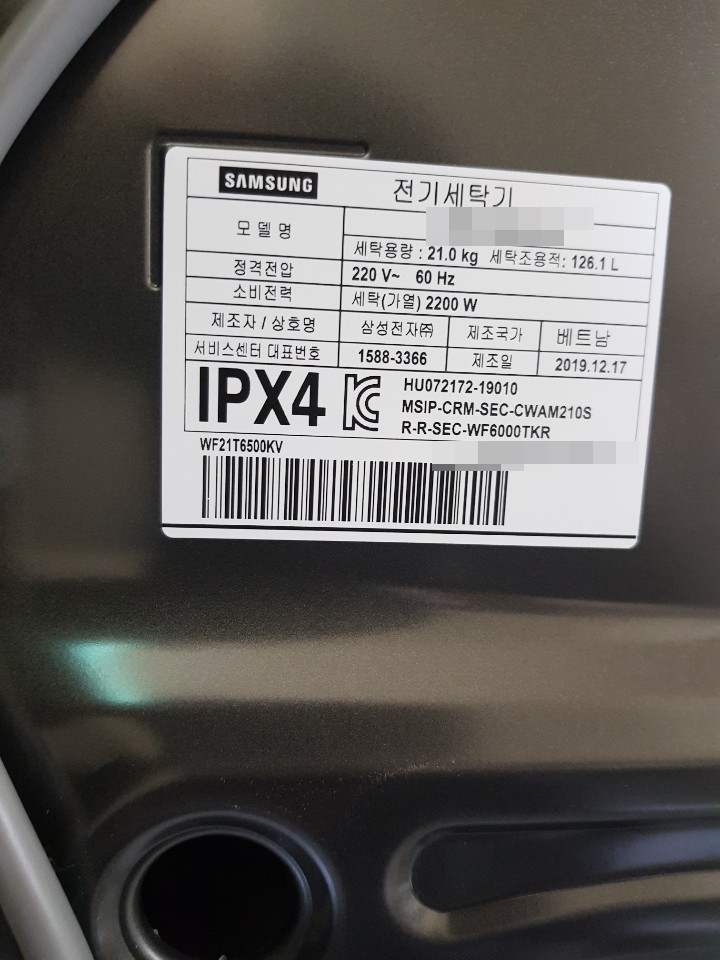 SAMSUNG 전기세탁기
모델명
세탁용량 : 21.0 kg 세탁조용적: 126.1 L
정격전압 220 V~ 60 Hz
소비전력 세탁(가열) 2200 W
제조자 / 상호명 삼성전자㈜ 제조국가 베트남
서비스센터 대표번호 1588-3366 제조일 2019.12.17
IPX4
HU072172-19010
MSIP-CRM-SEC-CWAM210S
R-R-SEC-WF6000TKR
WF21T6500KV